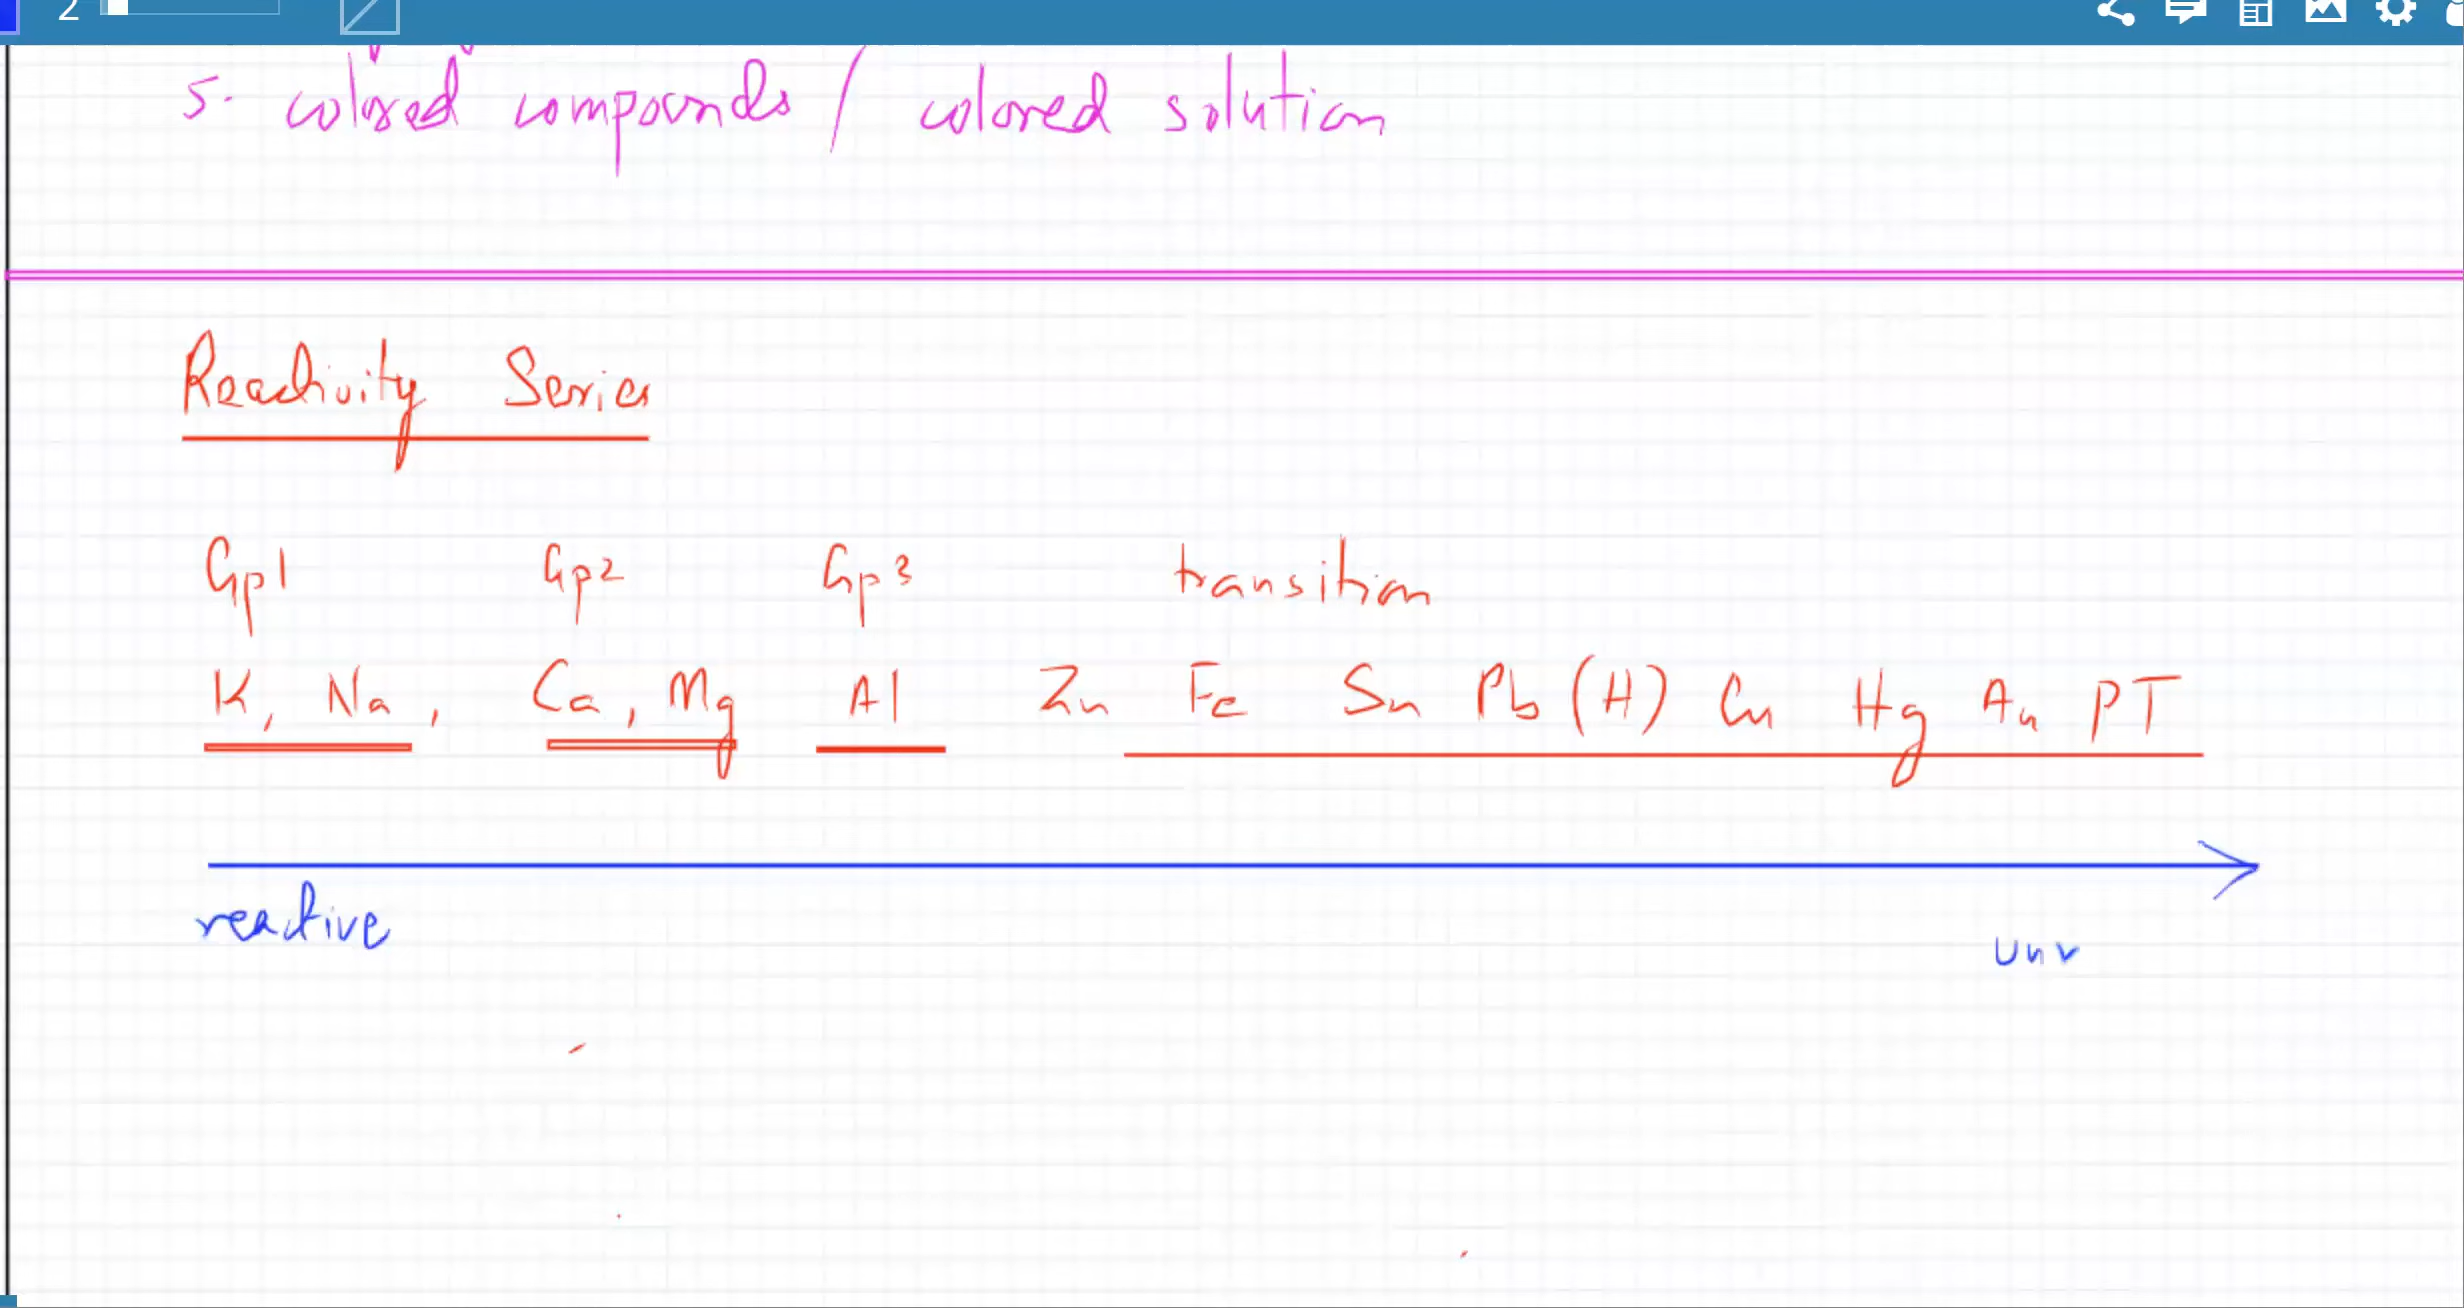 2
5. colored compounds / colored solution
Reactivity Series
Gp1 Gp2 Gp3 transition
K, Na, Ca, Mg Al Zn Fe Sn Pb (H) Cu Hg Au PT
reactive
unr